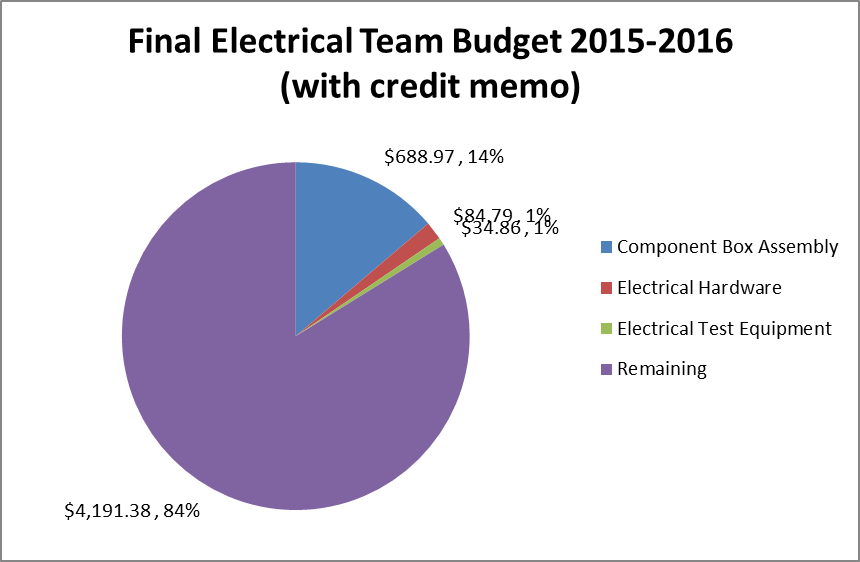 Final Electrical Team Budget 2015-2016
(with credit memo)
$688.97 , 14%
$84.79 , 1%
$34.86 , 1%
Component Box Assembly
Electrical Hardware
Electrical Test Equipment
Remaining
$4,191.38 , 84%